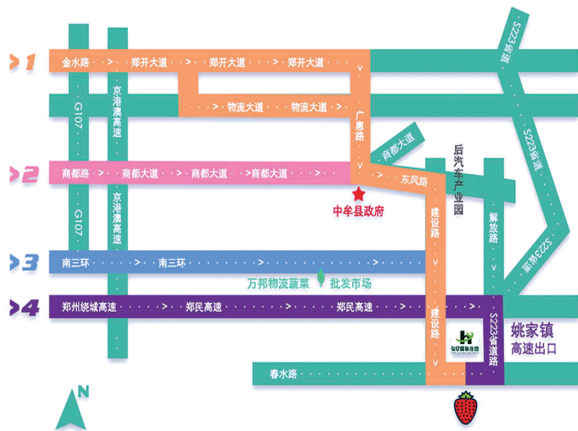 S223省道
1
金水路
郑开大道
郑开大道
郑开大道
G107
京港澳高速
物流大道
物流大道
广惠路
商都大道
后汽车产业园
S223省道
2
商都路
商都大道
商都大道
商都大道
东风路
中牟县政府
G107
京港澳高速
建设路
解放路
S223省道
3
南三环
南三环
万邦物流蔬菜
批发市场
4
郑州绕城高速
郑民高速
郑民高速
建设路
S223省道路
姚家镇
高速出口
春水路
N